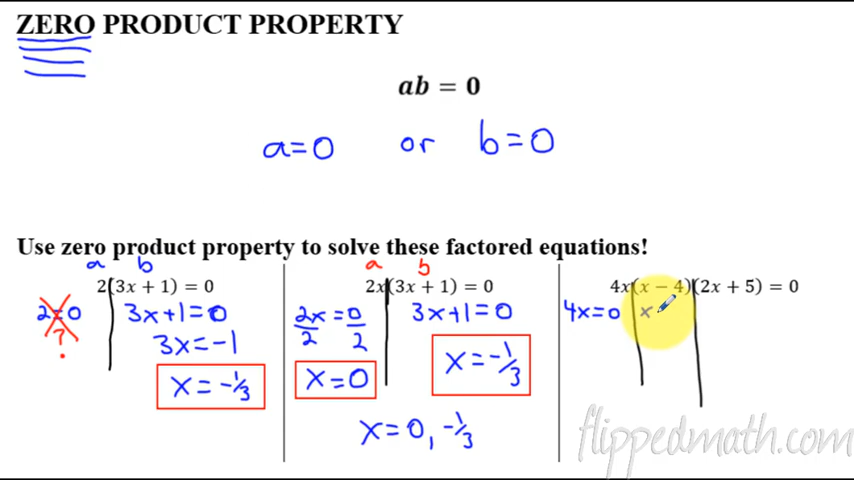 ZERO PRODUCT PROPERTY
ab = 0
a=0 or b=0
Use zero product property to solve these factored equations!
a b
2(3x + 1) = 0
2=0
?
3x+1=0
3x=-1
x=-1/3
a b
2x(3x + 1) = 0
2x=0
2 2
x=0
3x+1=0
x=-1/3
x=0, -1/3
4x(x − 4)(2x + 5) = 0
4x=0
x
flippedmath.com